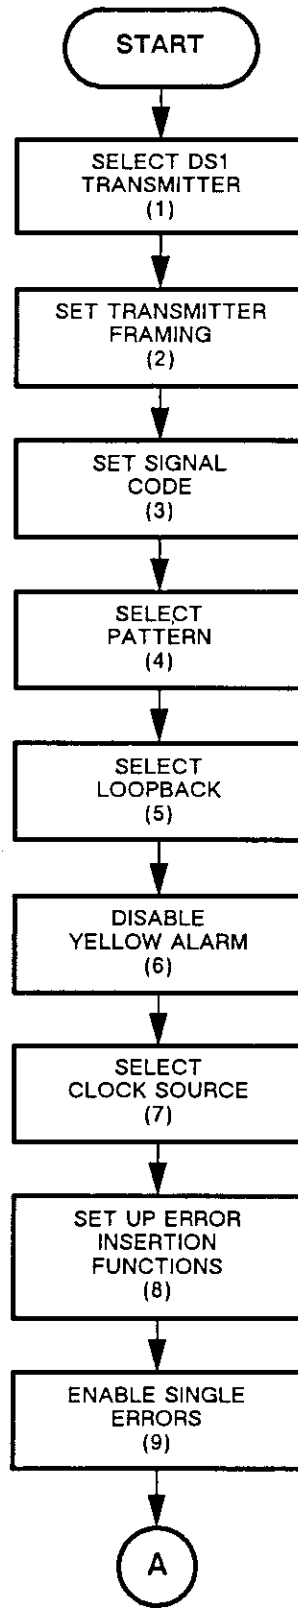 START
SELECT DS1
TRANSMITTER
(1)
SET TRANSMITTER
FRAMING
(2)
SET SIGNAL
CODE
(3)
SELECT
PATTERN
(4)
SELECT
LOOPBACK
(5)
DISABLE
YELLOW ALARM
(6)
SELECT
CLOCK SOURCE
(7)
SET UP ERROR
INSERTION
FUNCTIONS
(8)
ENABLE SINGLE
ERRORS
(9)
A